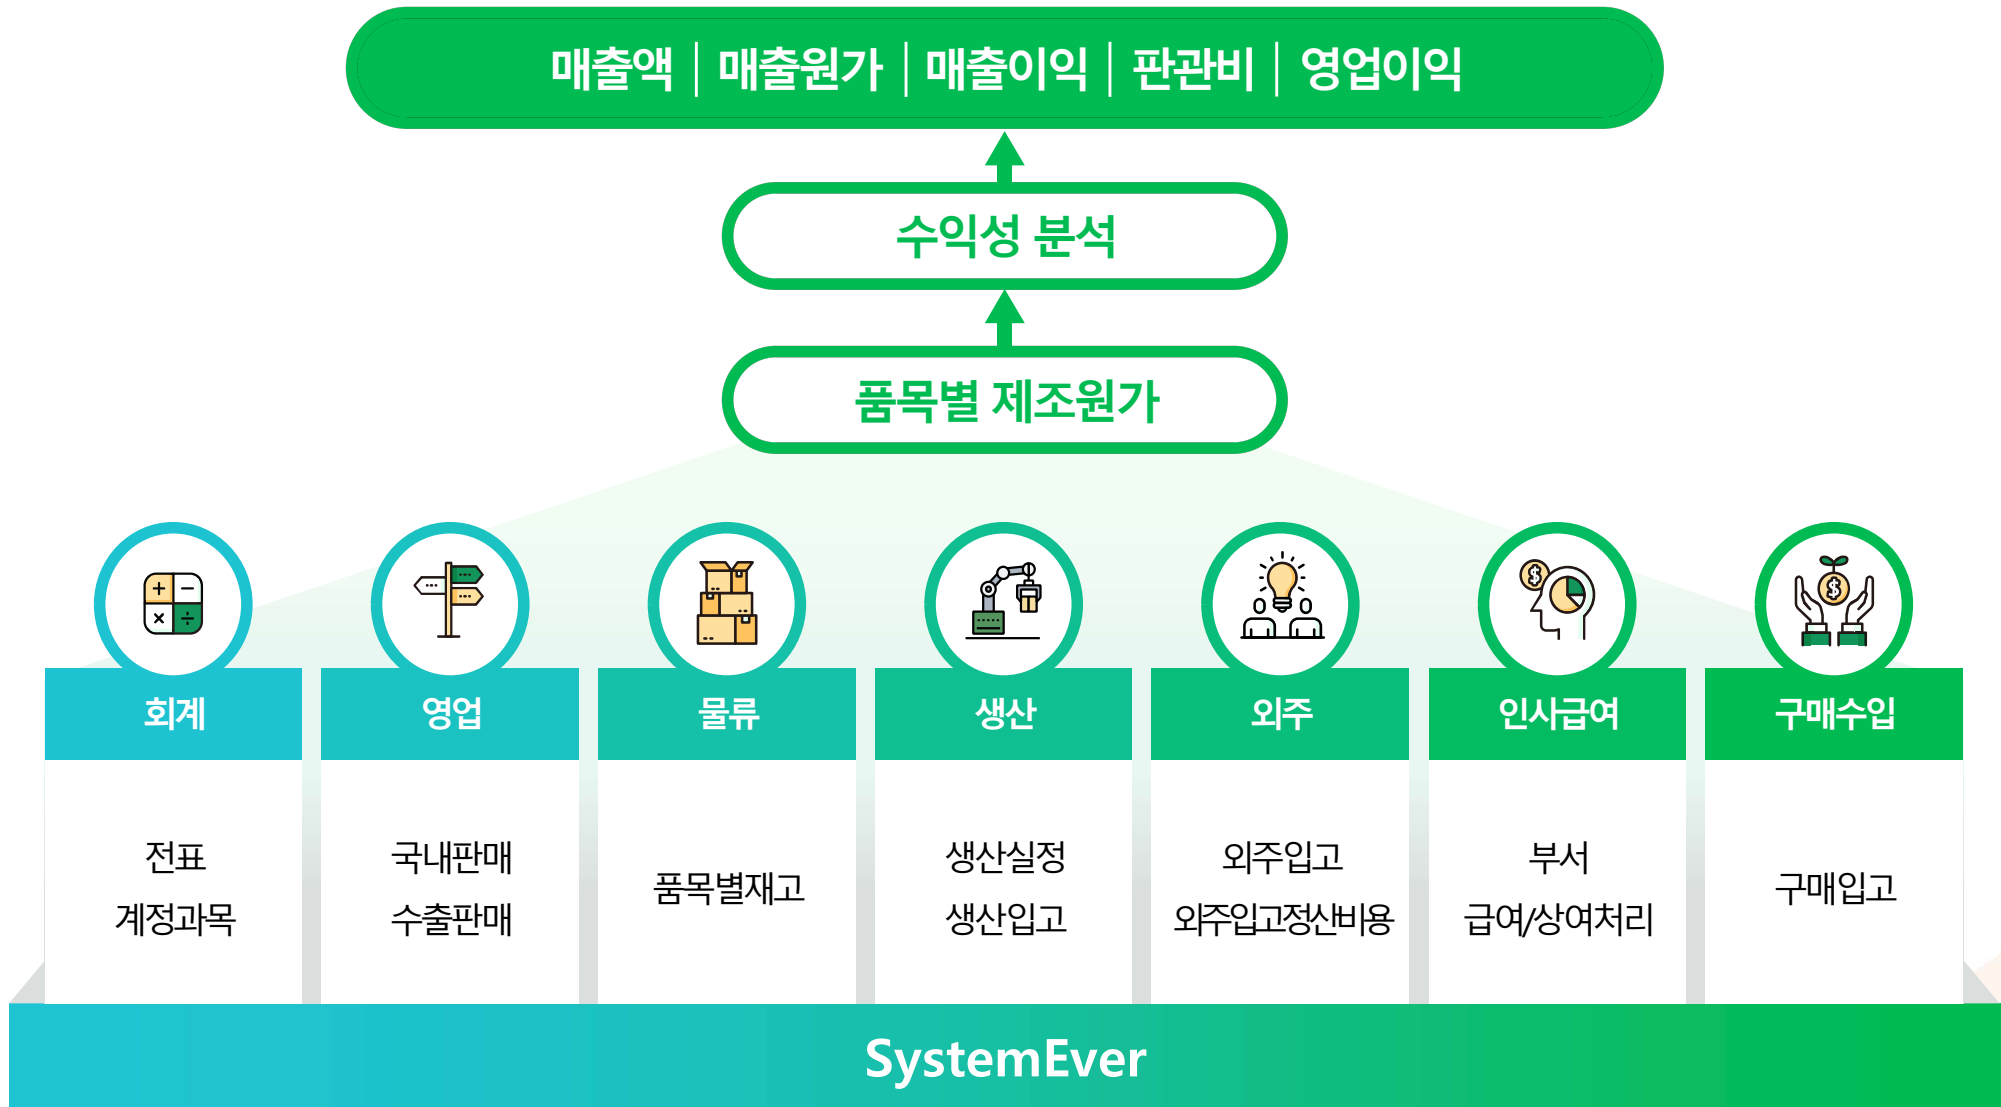 매출액 | 매출원가 | 매출이익 | 판관비 | 영업이익
수익성 분석
품목별 제조원가
회계
전표
계정과목
영업
국내판매
수출판매
물류
품목별재고
생산
생산실정
생산입고
외주
외주입고
외주입고정산비용
인사급여
부서
급여/상여처리
구매수입
구매입고
SystemEver